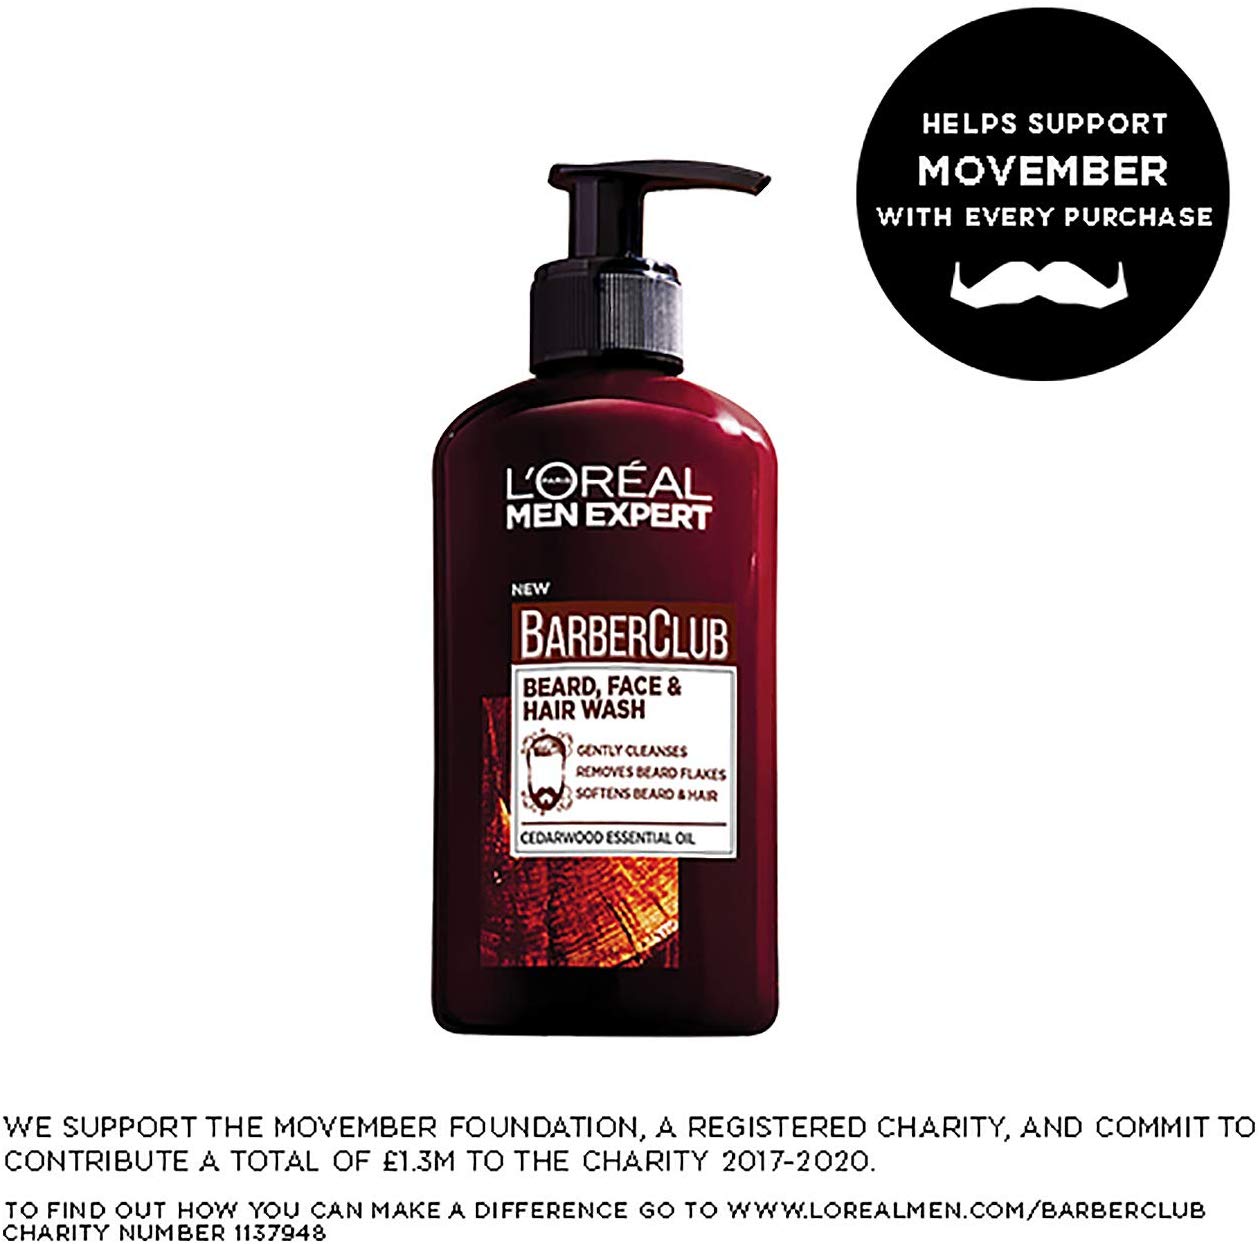 HELPS SUPPORT
MOVEMBER
WITH EVERY PURCHASE
L'ORÉAL
PARIS
MEN EXPERT
NEW
BARBERCLUB
BEARD, FACE &
HAIR WASH
GENTLY CLEANSES
REMOVES BEARD FLAKES
SOFTENS BEARD & HAIR
CEDARWOOD ESSENTIAL OIL
WE SUPPORT THE MOVEMBER FOUNDATION, A REGISTERED CHARITY, AND COMMIT TO
CONTRIBUTE A TOTAL OF £1.3M TO THE CHARITY 2017-2020.
TO FIND OUT HOW YOU CAN MAKE A DIFFERENCE GO TO WWW.LOREALMEN.COM/BARBERCLUB
CHARITY NUMBER 1137948